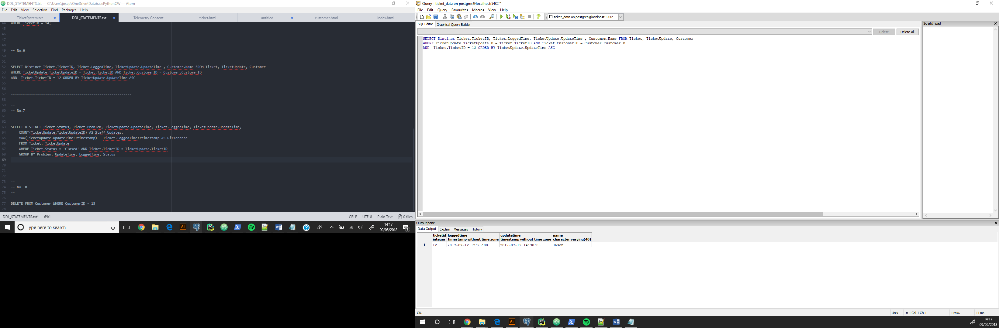 DDL_STATEMENTS.txt — C:\Users\josep\OneDrive\DatabasePythonCW — Atom
File Edit View Selection Find Packages Help
TicketSystem.txt DDL_STATEMENTS.txt Telemetry Consent ticket.html untitled customer.html index.html
44 WHERE TicketID = 14;
45
46 ------------------------------------------------------------
47
48 --
49 -- No.6
50 --
51
52 SELECT Distinct Ticket.TicketID, Ticket.LoggedTime, TicketUpdate.UpdateTime , Customer.Name FROM Ticket, TicketUpdate, Customer
53 WHERE TicketUpdate.TicketUpdateID = Ticket.TicketID AND Ticket.CustomerID = Customer.CustomerID
54 AND  Ticket.TicketID = 12 ORDER BY TicketUpdate.UpdateTime ASC
55
56
57 ------------------------------------------------------------
58
59 --
60 -- No.7
61 --
62
63 SELECT DISTINCT Ticket.Status, Ticket.Problem, TicketUpdate.UpdateTime, Ticket.LoggedTime, TicketUpdate.UpdateTime,
64 COUNT(TicketUpdate.TicketUpdateID) AS Staff_Updates,
65 MAX(TicketUpdate.UpdateTime::timestamp) - Ticket.LoggedTime::timestamp AS Difference
66 FROM Ticket, TicketUpdate
67 WHERE Ticket.Status = 'Closed' AND Ticket.TicketID = TicketUpdate.TicketID
68 GROUP BY Problem, UpdateTime, LoggedTime, Status
69
70
71 ------------------------------------------------------------
72
73 --
74 -- No. 8
75 --
76
77 DELETE FROM Customer WHERE CustomerID = 15
78
DDL_STATEMENTS.txt* 69:1 CRLF UTF-8 Plain Text 0 files
Type here to search
14:17
09/05/2018
Query - ticket_data on postgres@localhost:5432 *
File Edit Query Favourites Macros View Help
ticket_data on postgres@localhost:5432
SQL Editor Graphical Query Builder
Delete Delete All
SELECT Distinct Ticket.TicketID, Ticket.LoggedTime, TicketUpdate.UpdateTime , Customer.Name FROM Ticket, TicketUpdate, Customer
WHERE TicketUpdate.TicketUpdateID = Ticket.TicketID AND Ticket.CustomerID = Customer.CustomerID
AND  Ticket.TicketID = 12 ORDER BY TicketUpdate.UpdateTime ASC
Scratch pad
Output pane
Data Output Explain Messages History
ticketid loggedtime updatetime name
integer timestamp without time zone timestamp without time zone character varying(40)
1 12 2017-07-12 12:25:00 2017-07-12 14:30:00 Jason
OK. Unix Ln 1 Col 1 Ch 1 1 row. 11 ms
14:17
09/05/2018